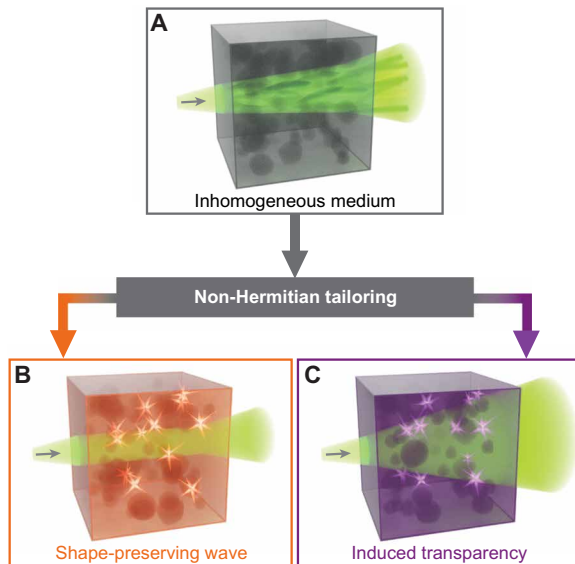 A
Inhomogeneous medium
Non-Hermitian tailoring
B
Shape-preserving wave
C
Induced transparency